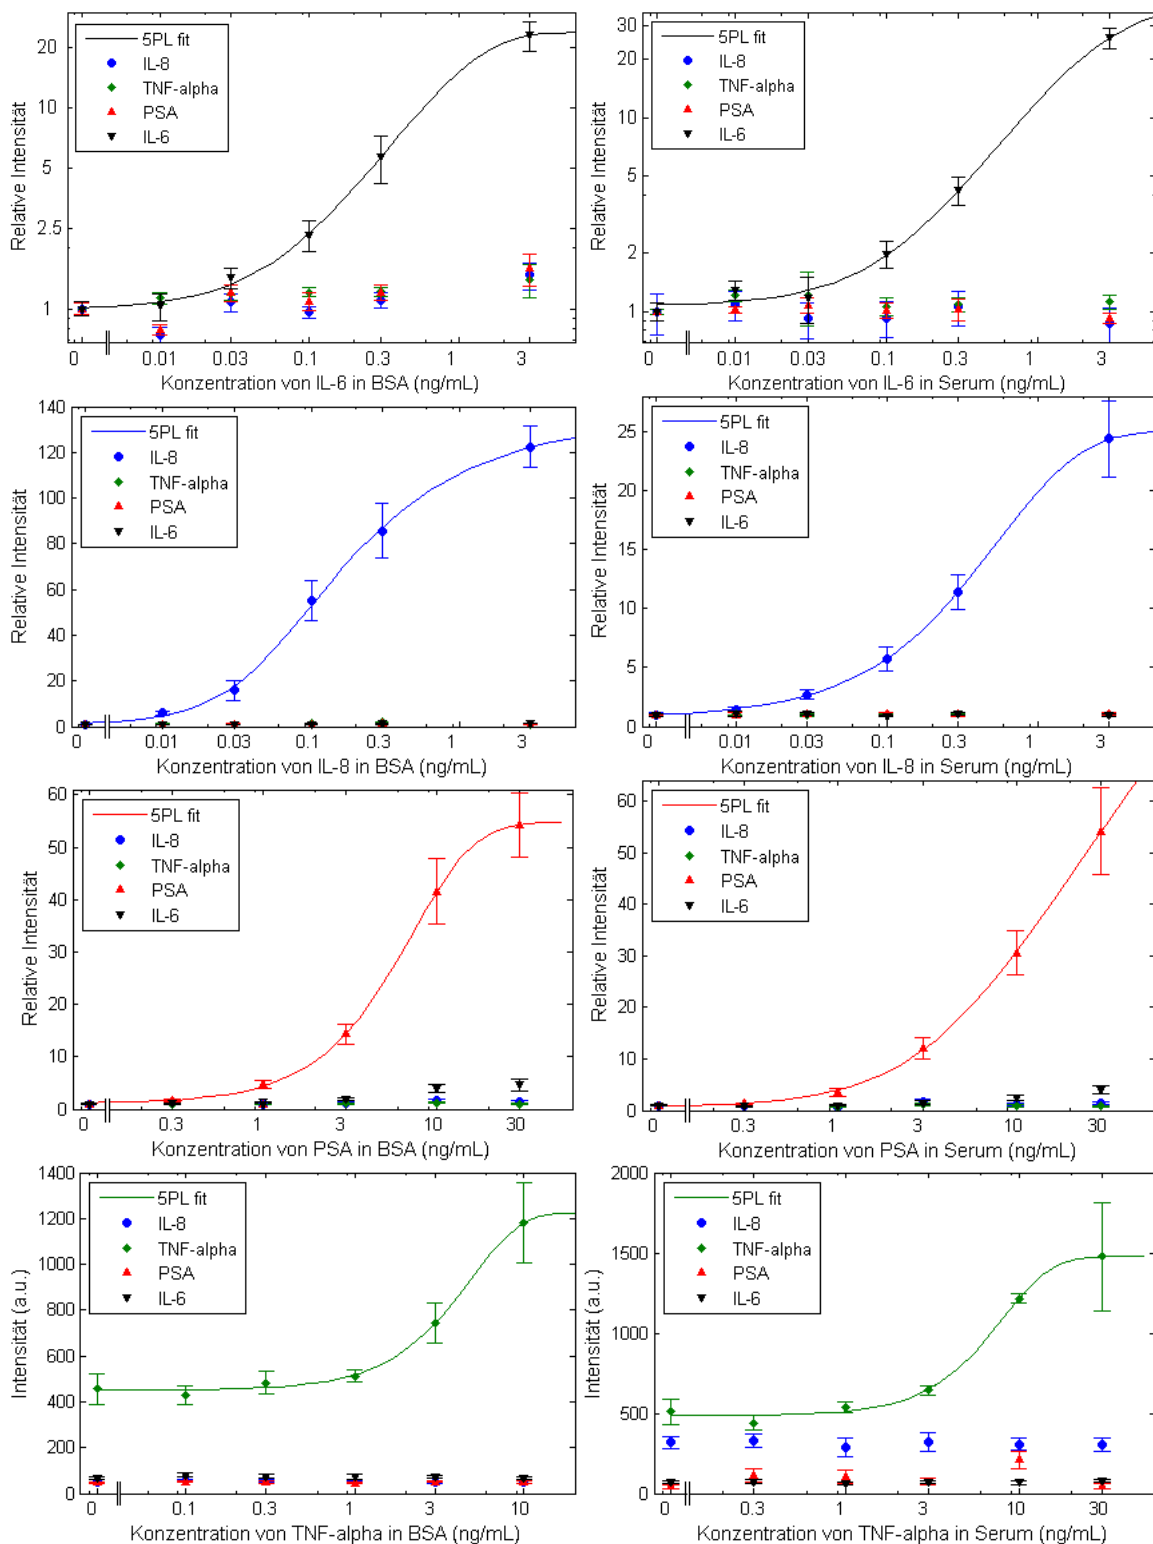 Relative Intensität
20
10
5
2.5
1
5PL fit
IL-8
TNF-alpha
PSA
IL-6
0 0.01 0.03 0.1 0.3 1 3
Konzentration von IL-6 in BSA (ng/mL)
Relative Intensität
30
20
10
5
2
1
5PL fit
IL-8
TNF-alpha
PSA
IL-6
0 0.01 0.03 0.1 0.3 1 3
Konzentration von IL-6 in Serum (ng/mL)
Relative Intensität
140
120
100
80
60
40
20
0
5PL fit
IL-8
TNF-alpha
PSA
IL-6
0 0.01 0.03 0.1 0.3 1 3
Konzentration von IL-8 in BSA (ng/mL)
Relative Intensität
25
20
15
10
5
0
5PL fit
IL-8
TNF-alpha
PSA
IL-6
0 0.01 0.03 0.1 0.3 1 3
Konzentration von IL-8 in Serum (ng/mL)
Relative Intensität
60
50
40
30
20
10
0
5PL fit
IL-8
TNF-alpha
PSA
IL-6
0 0.3 1 3 10 30
Konzentration von PSA in BSA (ng/mL)
Relative Intensität
60
50
40
30
20
10
0
5PL fit
IL-8
TNF-alpha
PSA
IL-6
0 0.3 1 3 10 30
Konzentration von PSA in Serum (ng/mL)
Intensität (a.u.)
1400
1200
1000
800
600
400
200
0
5PL fit
IL-8
TNF-alpha
PSA
IL-6
0 0.1 0.3 1 3 10
Konzentration von TNF-alpha in BSA (ng/mL)
Intensität (a.u.)
2000
1500
1000
500
0
5PL fit
IL-8
TNF-alpha
PSA
IL-6
0 0.3 1 3 10 30
Konzentration von TNF-alpha in Serum (ng/mL)